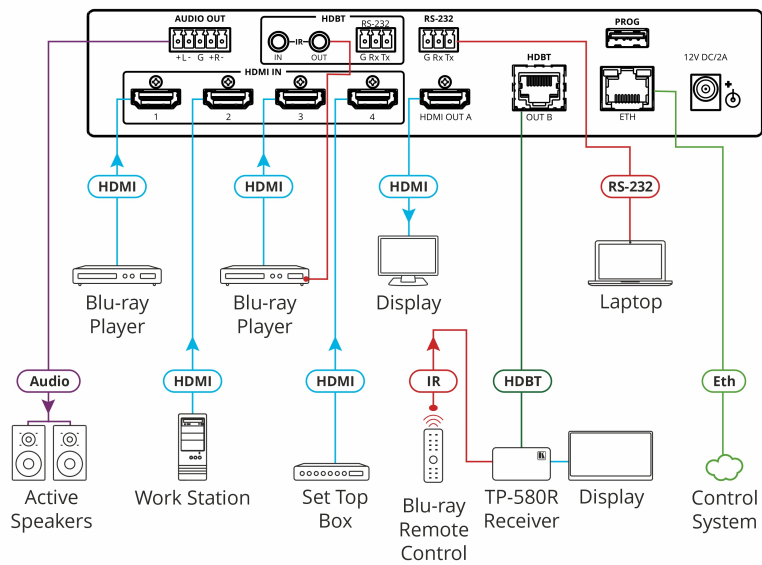 AUDIO OUT
HDBT
RS-232
RS-232
PROG
IR
IN
OUT
+L- G +R-
G Rx Tx
G Rx Tx
HDBT
12V DC/2A
HDMI IN
+
1
2
3
4
HDMI OUT A
OUT B
ETH
HDMI
HDMI
HDMI
RS-232
Blu-ray
Player
Blu-ray
Player
Display
Laptop
Audio
HDMI
HDMI
IR
HDBT
Eth
Active
Speakers
Work Station
Set Top
Box
Blu-ray
Remote
Control
TP-580R
Receiver
Display
Control
System